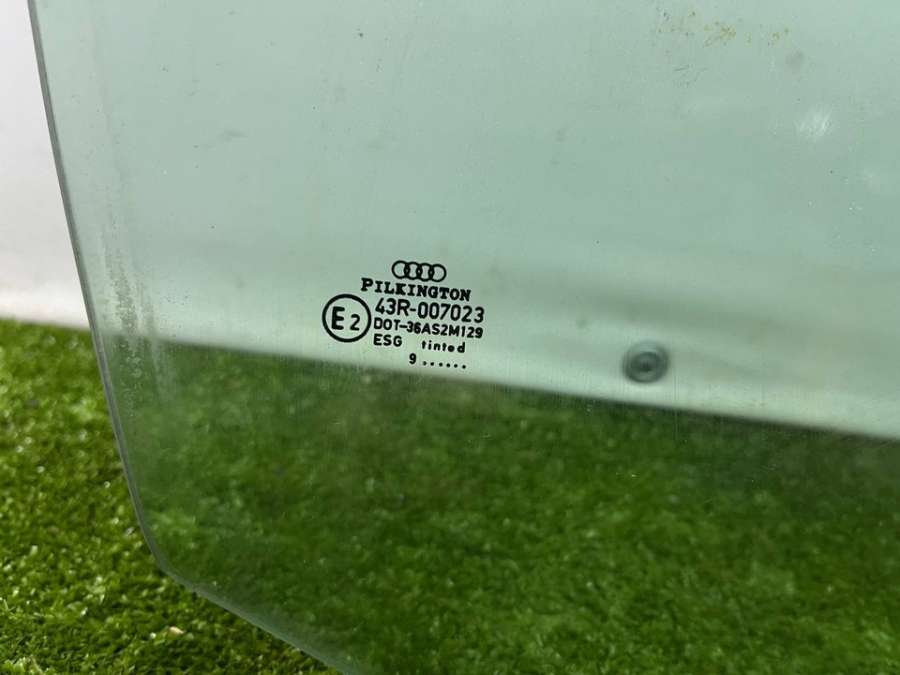 PILKINGTON
43R-007023
E2
DOT-36AS2M129
ESG tinted
9......